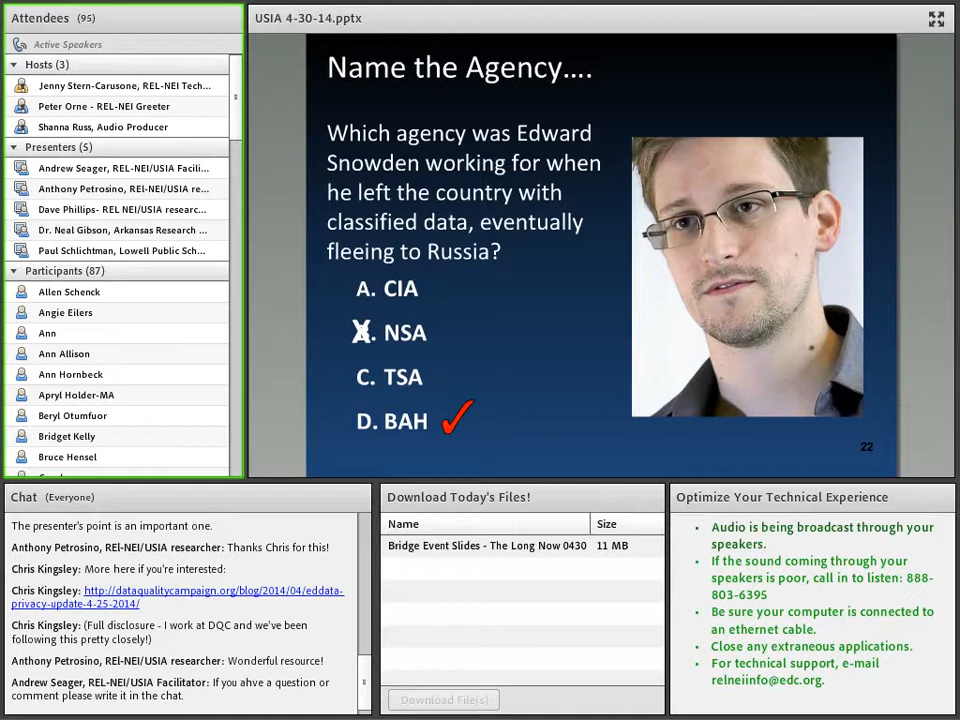 Attendees (95)
Active Speakers
Hosts (3)
Jenny Stern-Carusone, REL-NEI Tech...
Peter Orne - REL-NEI Greeter
Shanna Russ, Audio Producer
Presenters (5)
Andrew Seager, REL-NEI/USIA Facili...
Anthony Petrosino, REl-NEI/USIA re...
Dave Phillips- REL NEI/USIA researc...
Dr. Neal Gibson, Arkansas Research ...
Paul Schlichtman, Lowell Public Sch...
Participants (87)
Allen Schenck
Angie Eilers
Ann
Ann Allison
Ann Hornbeck
Apryl Holder-MA
Beryl Otumfuor
Bridget Kelly
Bruce Hensel
USIA 4-30-14.pptx
Name the Agency....
Which agency was Edward
Snowden working for when
he left the country with
classified data, eventually
fleeing to Russia?
A. CIA
X. NSA
C. TSA
D. BAH ✓
22
Chat (Everyone)
The presenter's point is an important one.
Anthony Petrosino, REl-NEI/USIA researcher: Thanks Chris for this!
Chris Kingsley: More here if you're interested:
Chris Kingsley: http://dataqualitycampaign.org/blog/2014/04/eddata-
privacy-update-4-25-2014/
Chris Kingsley: (Full disclosure - I work at DQC and we've been
following this pretty closely!)
Anthony Petrosino, REl-NEI/USIA researcher: Wonderful resource!
Andrew Seager, REL-NEI/USIA Facilitator: If you ahve a question or
comment please write it in the chat.
Download Today's Files!
Name Size
Bridge Event Slides - The Long Now 0430 11 MB
Download File(s)
Optimize Your Technical Experience
• Audio is being broadcast through your
speakers.
• If the sound coming through your
speakers is poor, call in to listen: 888-
803-6395
• Be sure your computer is connected to
an ethernet cable.
• Close any extraneous applications.
• For technical support, e-mail
relneiinfo@edc.org.